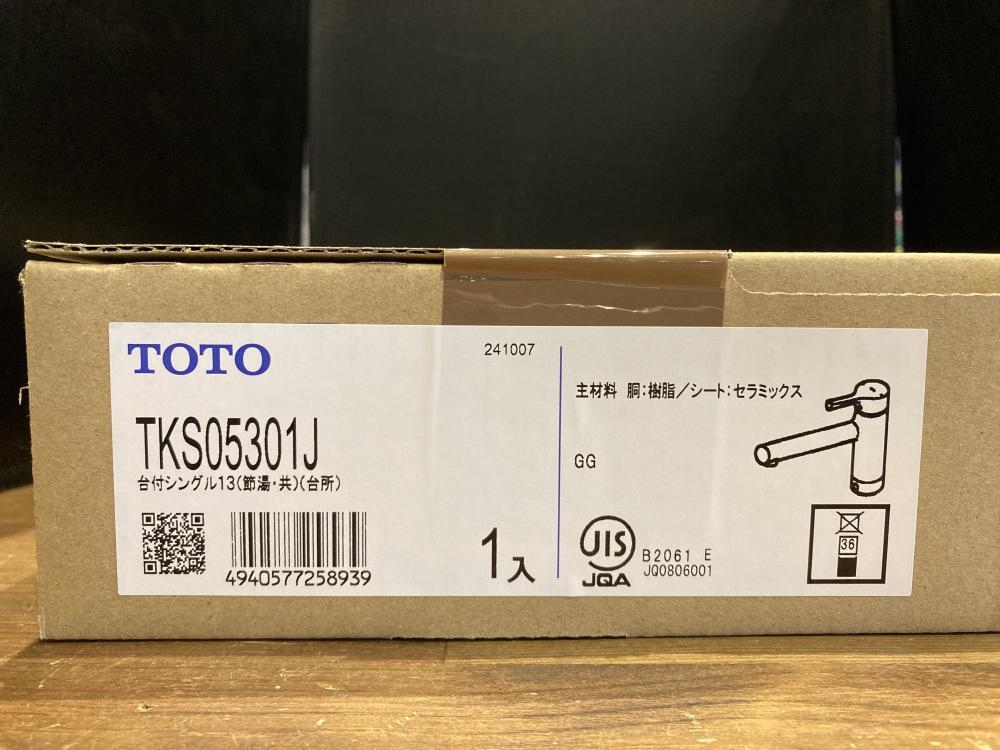 TOTO
241007
TKS05301J
台付シングル13(節湯・共)(台所)
4940577258939
1入
主材料 胴:樹脂/シート:セラミックス
GG
JIS
JQA
B2061 E
JQ0806001
36